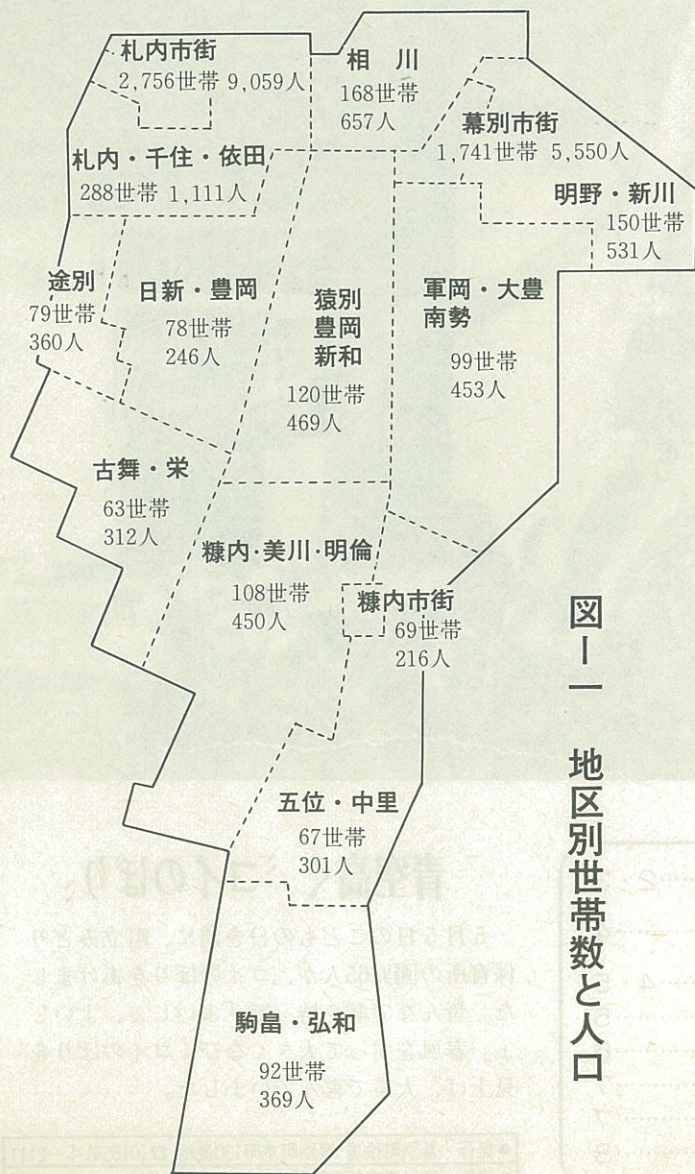 札内市街
2,756世帯 9,059人
相 川
168世帯
657人
幕別市街
1,741世帯 5,550人
札内・千住・依田
288世帯 1,111人
明野・新川
150世帯
531人
途別
79世帯
360人
日新・豊岡
78世帯
246人
猿別
豊岡
新和
120世帯
469人
軍岡・大豊
南勢
99世帯
453人
古舞・栄
63世帯
312人
糠内・美川・明倫
108世帯
450人
糠内市街
69世帯
216人
五位・中里
67世帯
301人
駒畠・弘和
92世帯
369人
図－一 地区別世帯数と人口